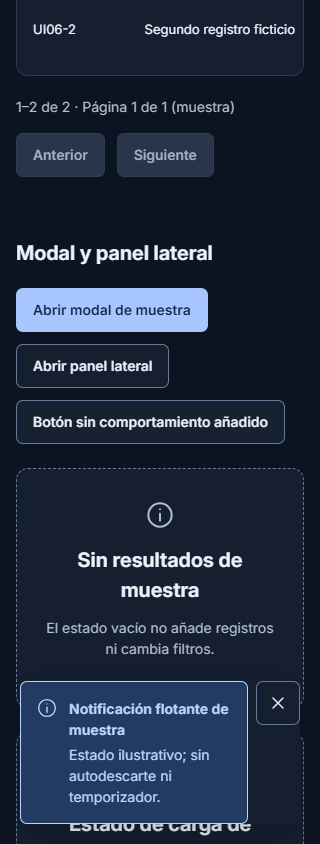 UI06-2 Segundo registro ficticio
1–2 de 2 · Página 1 de 1 (muestra)
Anterior Siguiente
Modal y panel lateral
Abrir modal de muestra
Abrir panel lateral
Botón sin comportamiento añadido
Sin resultados de
muestra
El estado vacío no añade registros
ni cambia filtros.
Notificación flotante de
muestra
Estado ilustrativo; sin
autodescarte ni
temporizador.
Estado de carga de